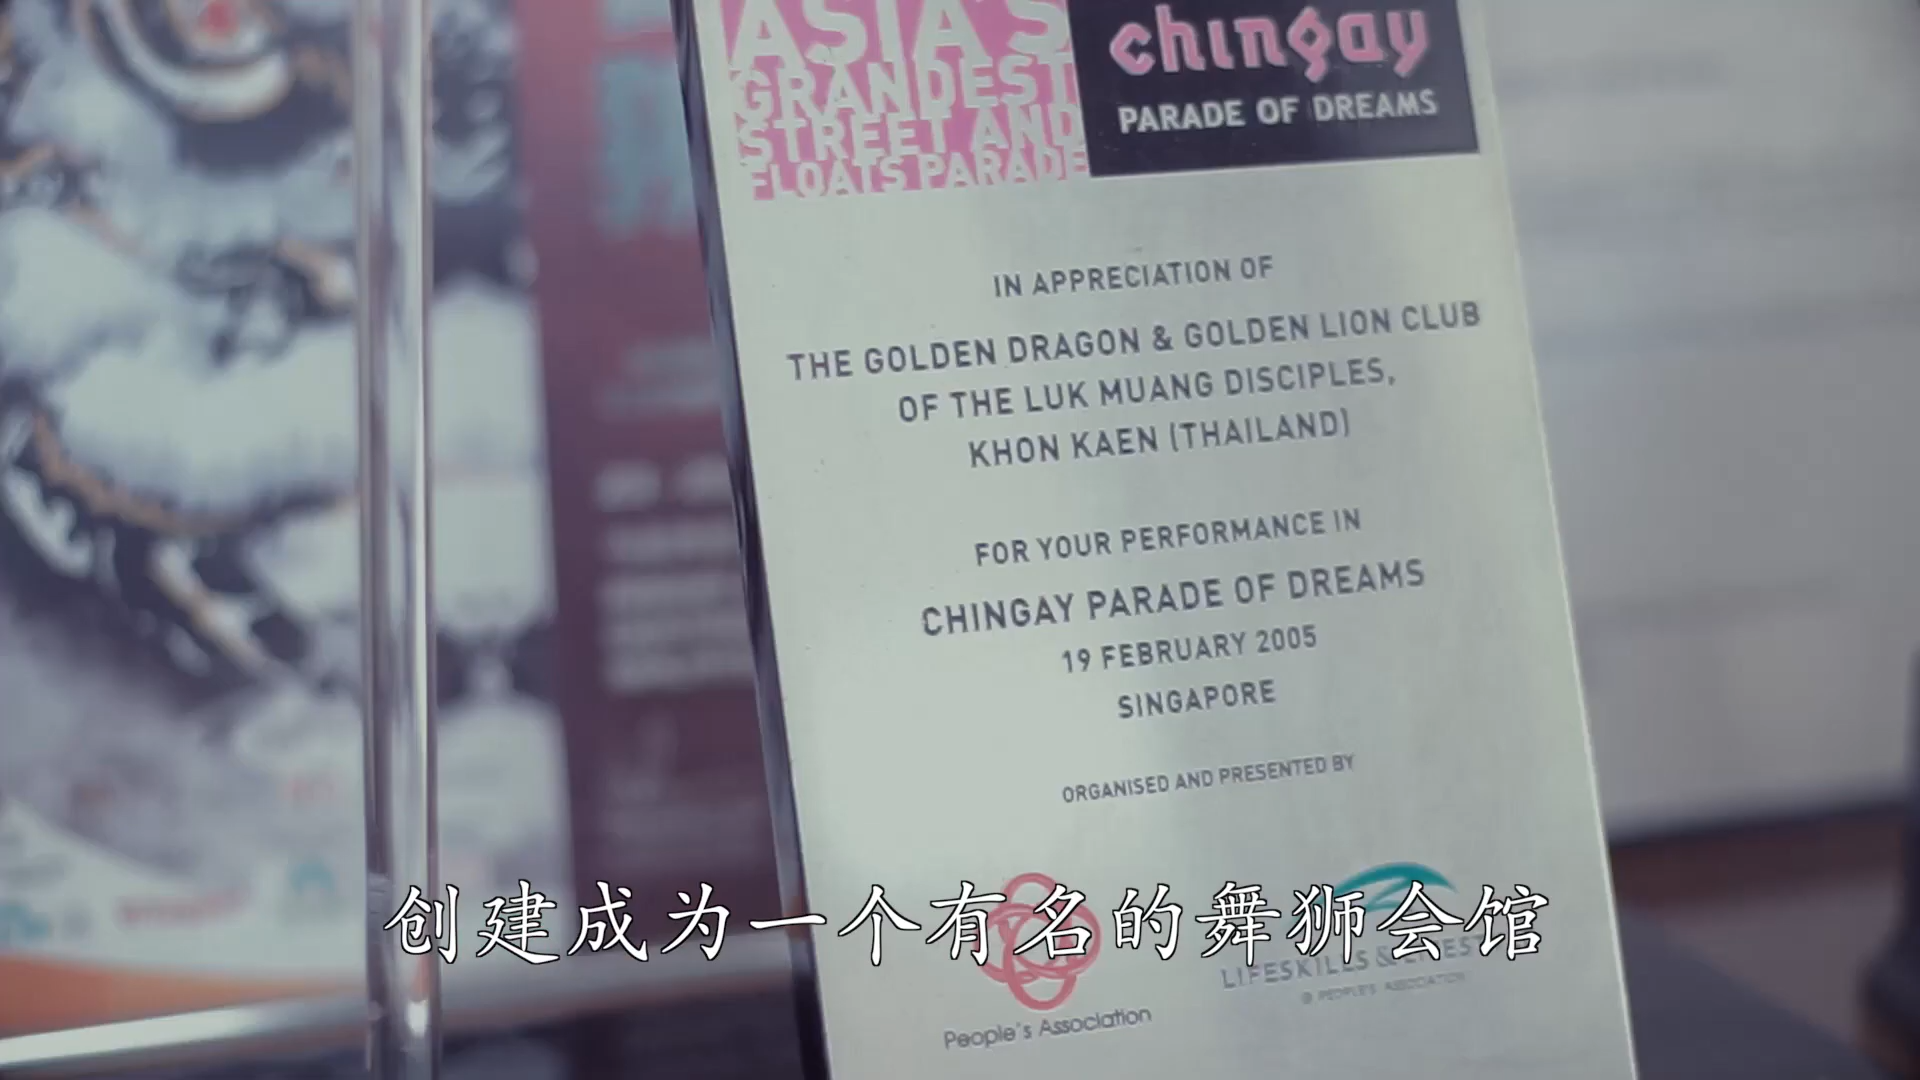 ASIA'S
GRANDEST
STREET AND
FLOATS PARADE
chingay
PARADE OF DREAMS
IN APPRECIATION OF
THE GOLDEN DRAGON & GOLDEN LION CLUB
OF THE LUK MUANG DISCIPLES,
KHON KAEN (THAILAND)
FOR YOUR PERFORMANCE IN
CHINGAY PARADE OF DREAMS
19 FEBRUARY 2005
SINGAPORE
ORGANISED AND PRESENTED BY
创建成为一个有名的舞狮会馆
LIFESKILLS &
@ PEOPLE'S ASSOCIATION
People's Association